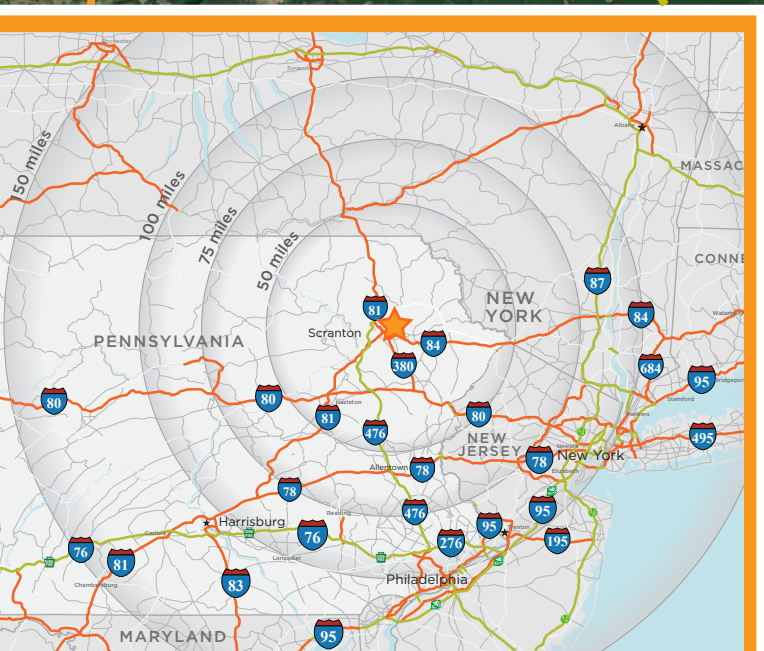 Rochester
Syracuse
Albany
MASSAC
150 miles
100 miles
75 miles
50 miles
CONNE
87
NEW
YORK
81
84
Waterbury
Scranton
PENNSYLVANIA
84
380
684
95
Bridgeport
80
80
Hazleton
81
80
Stamford
Yonkers
476
NEW
JERSEY
Newark
495
Allentown
78
78
New York
Elizabeth
78
Reading
476
95
95
Harrisburg
Trenton
Carlisle
76
276
195
76
81
Lancaster
Chambersburg
83
Philadelphia
95
MARYLAND